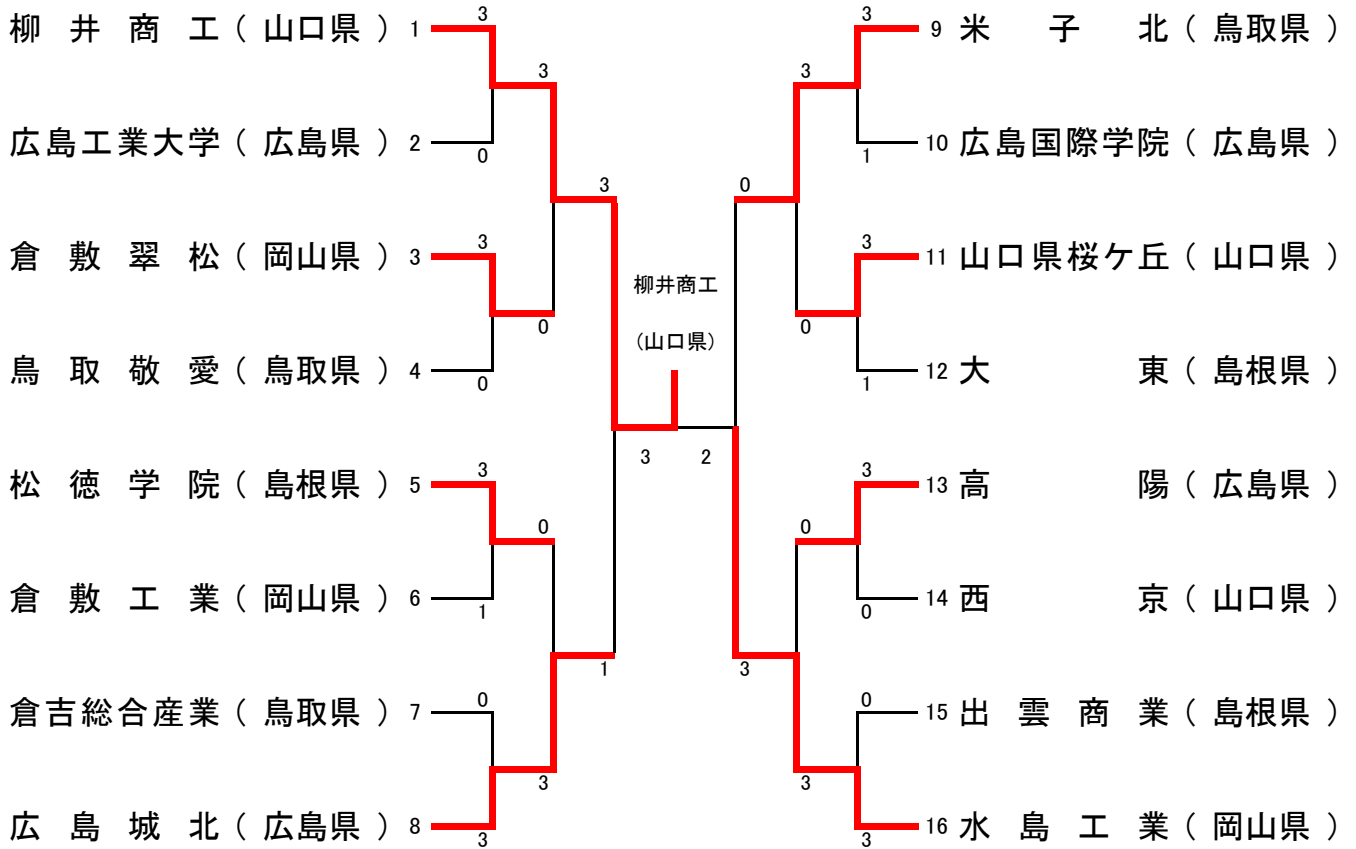 柳井商工(山口県) 1 3
3
広島工業大学(広島県) 2 0
3
倉敷翠松(岡山県) 3 3
0
鳥取敬愛(鳥取県) 4 0
松徳学院(島根県) 5 3
0
倉敷工業(岡山県) 6 1
1
倉吉総合産業(鳥取県) 7 0
3
広島城北(広島県) 8 3
柳井商工
(山口県)
3 2
3 9 米子北(鳥取県)
3
1 10 広島国際学院(広島県)
0
3 11 山口県桜ケ丘(山口県)
0
1 12 大東(島根県)
3 13 高陽(広島県)
0
0 14 西京(山口県)
3
0 15 出雲商業(島根県)
3
3 16 水島工業(岡山県)